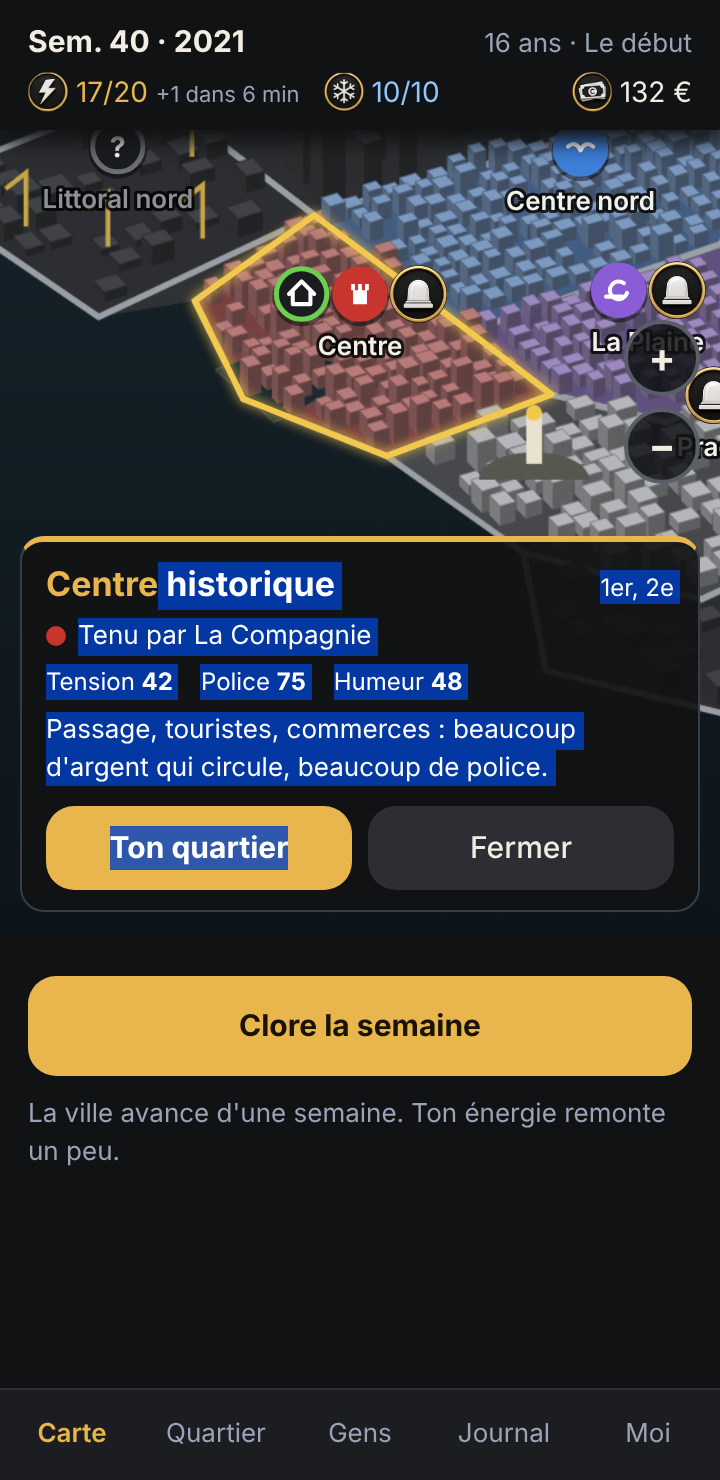 Sem. 40 · 2021
16 ans · Le début
17/20 +1 dans 6 min
10/10
132 €
?
Littoral nord
Centre nord
Centre
La Plaine
+
−
Centre historique
1er, 2e
Tenu par La Compagnie
Tension 42 Police 75 Humeur 48
Passage, touristes, commerces : beaucoup
d'argent qui circule, beaucoup de police.
Ton quartier
Fermer
Clore la semaine
La ville avance d'une semaine. Ton énergie remonte
un peu.
Carte
Quartier
Gens
Journal
Moi